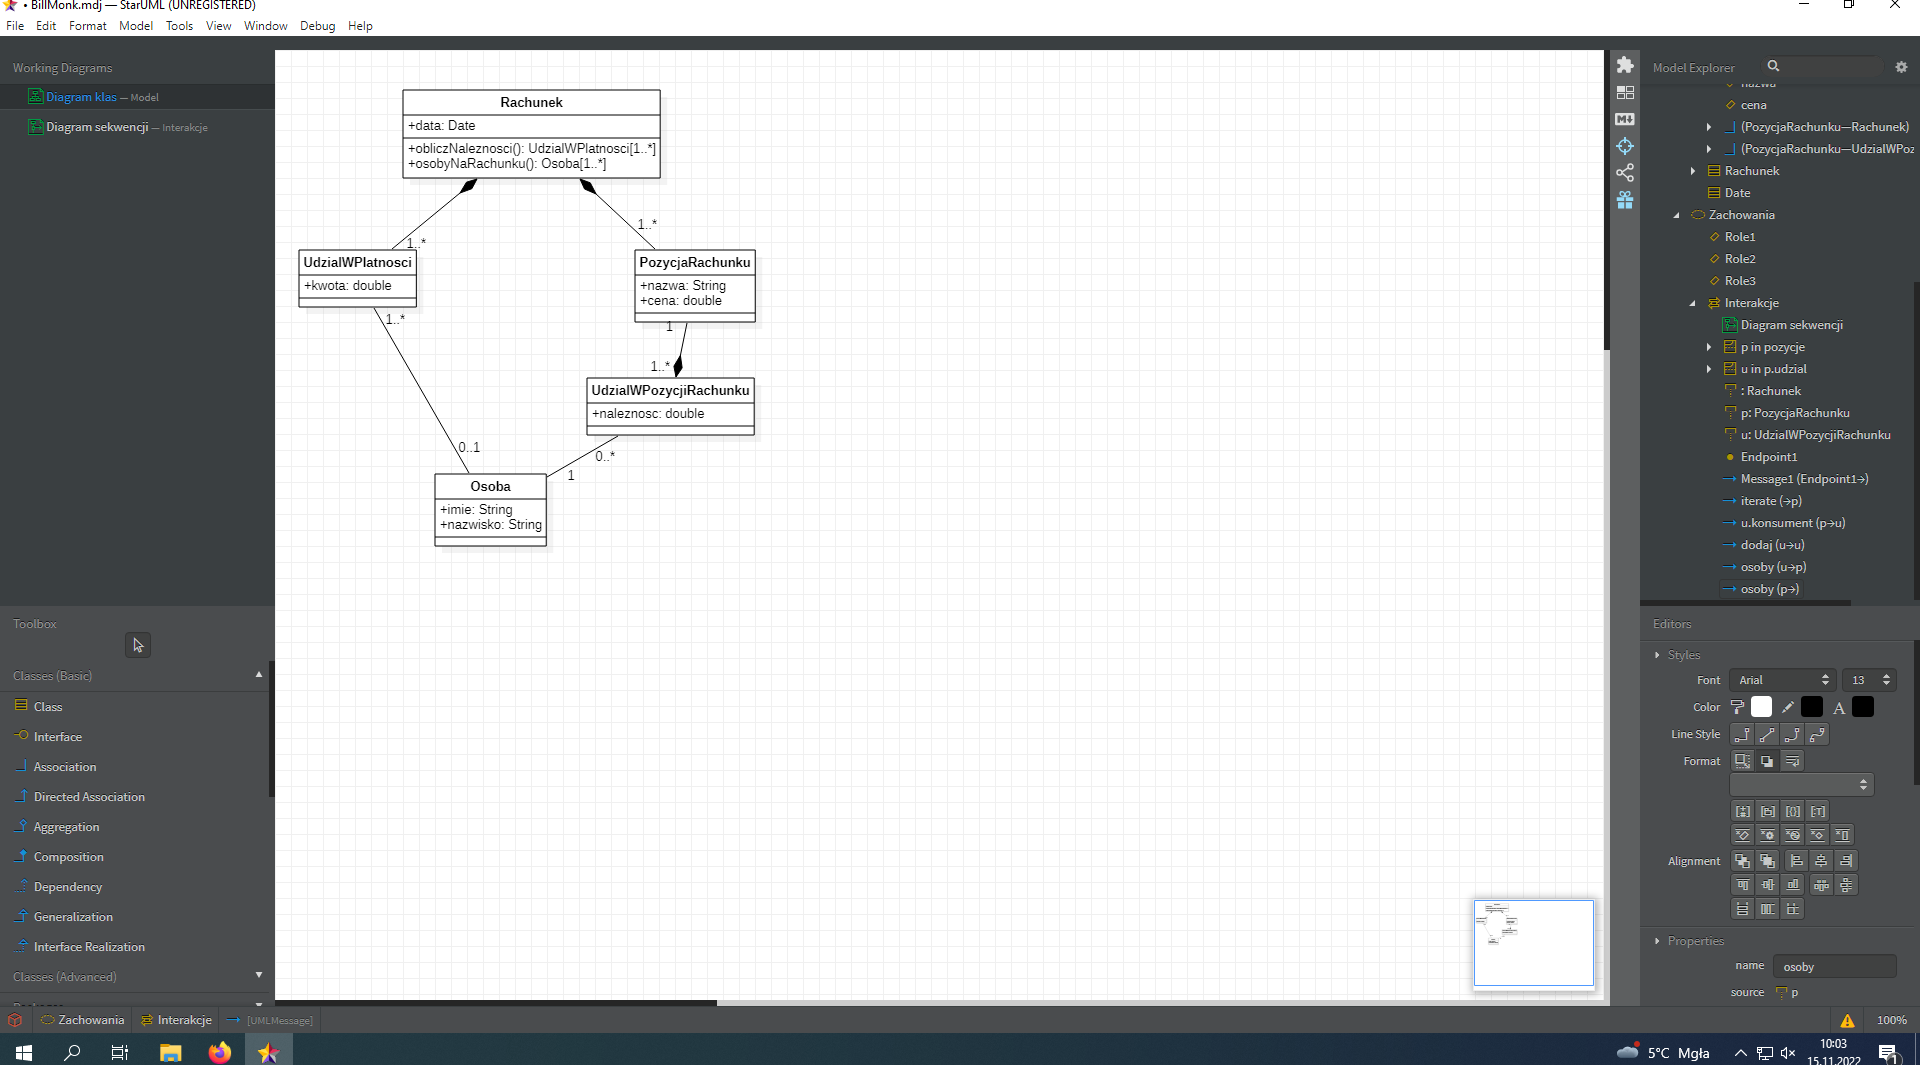 • BillMonk.mdj — StarUML (UNREGISTERED)
File Edit Format Model Tools View Window Debug Help
Working Diagrams
Diagram klas — Model
Diagram sekwencji — Interakcje
Rachunek
+data: Date
+obliczNaleznosci(): UdzialWPlatnosci[1..*]
+osobyNaRachunku(): Osoba[1..*]
1..*
1..*
UdzialWPlatnosci
+kwota: double
PozycjaRachunku
+nazwa: String
+cena: double
1..*
1
1..*
UdzialWPozycjiRachunku
+naleznosc: double
0..1
0..*
1
Osoba
+imie: String
+nazwisko: String
Toolbox
Classes (Basic)
Class
Interface
Association
Directed Association
Aggregation
Composition
Dependency
Generalization
Interface Realization
Classes (Advanced)
Model Explorer
nazwa
cena
(PozycjaRachunku—Rachunek)
(PozycjaRachunku—UdzialWPoz
Rachunek
Date
Zachowania
Role1
Role2
Role3
Interakcje
Diagram sekwencji
p in pozycje
u in p.udzial
: Rachunek
p: PozycjaRachunku
u: UdzialWPozycjiRachunku
Endpoint1
Message1 (Endpoint1→)
iterate (→p)
u.konsument (p→u)
dodaj (u→u)
osoby (u→p)
osoby (p→)
Editors
Styles
Font Arial 13
Color A
Line Style
Format
Alignment
Properties
name osoby
source p
Zachowania Interakcje [UMLMessage]
100%
5°C Mgła
10:03
15.11.2022
1